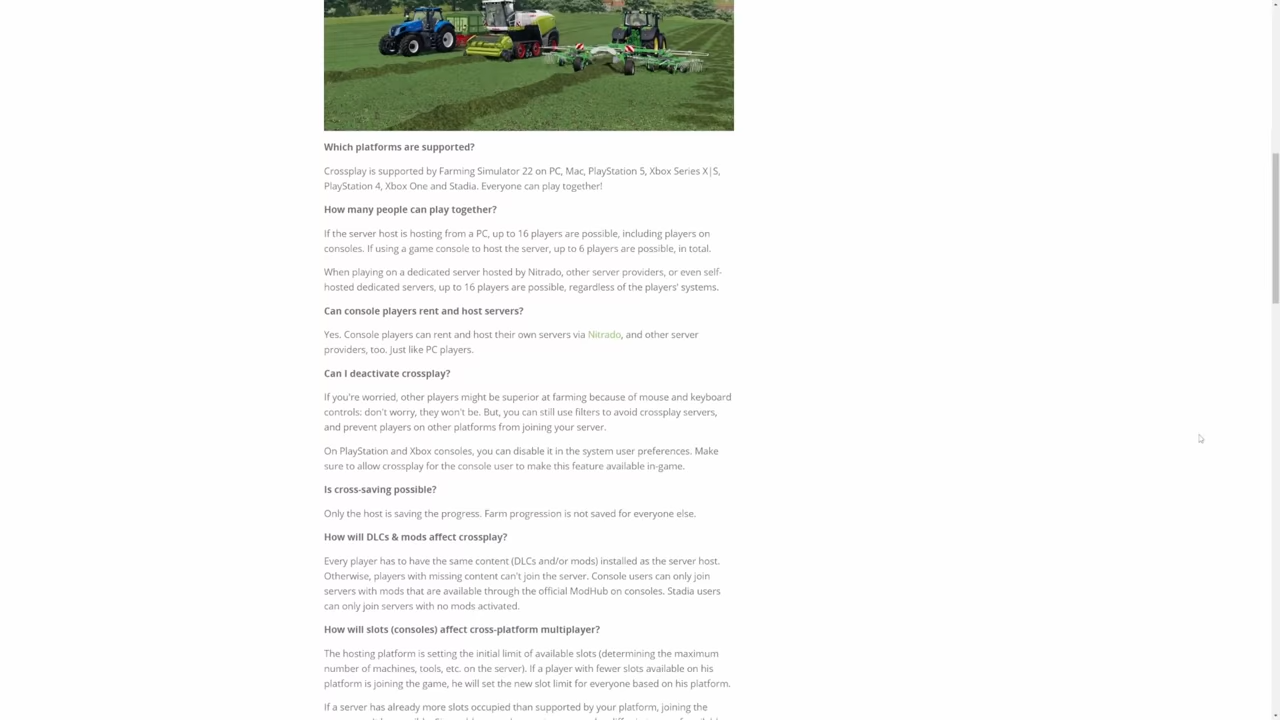 Which platforms are supported?
Crossplay is supported by Farming Simulator 22 on PC, Mac, PlayStation 5, Xbox Series X|S,
PlayStation 4, Xbox One and Stadia. Everyone can play together!
How many people can play together?
If the server host is hosting from a PC, up to 16 players are possible, including players on
consoles. If using a game console to host the server, up to 6 players are possible, in total.
When playing on a dedicated server hosted by Nitrado, other server providers, or even self-
hosted dedicated servers, up to 16 players are possible, regardless of the players' systems.
Can console players rent and host servers?
Yes. Console players can rent and host their own servers via Nitrado, and other server
providers, too. Just like PC players.
Can I deactivate crossplay?
If you're worried, other players might be superior at farming because of mouse and keyboard
controls: don't worry, they won't be. But, you can still use filters to avoid crossplay servers,
and prevent players on other platforms from joining your server.
On PlayStation and Xbox consoles, you can disable it in the system user preferences. Make
sure to allow crossplay for the console user to make this feature available in-game.
Is cross-saving possible?
Only the host is saving the progress. Farm progression is not saved for everyone else.
How will DLCs & mods affect crossplay?
Every player has to have the same content (DLCs and/or mods) installed as the server host.
Otherwise, players with missing content can't join the server. Console users can only join
servers with mods that are available through the official ModHub on consoles. Stadia users
can only join servers with no mods activated.
How will slots (consoles) affect cross-platform multiplayer?
The hosting platform is setting the initial limit of available slots (determining the maximum
number of machines, tools, etc. on the server). If a player with fewer slots available on his
platform is joining the game, he will set the new slot limit for everyone based on his platform.
If a server has already more slots occupied than supported by your platform, joining the